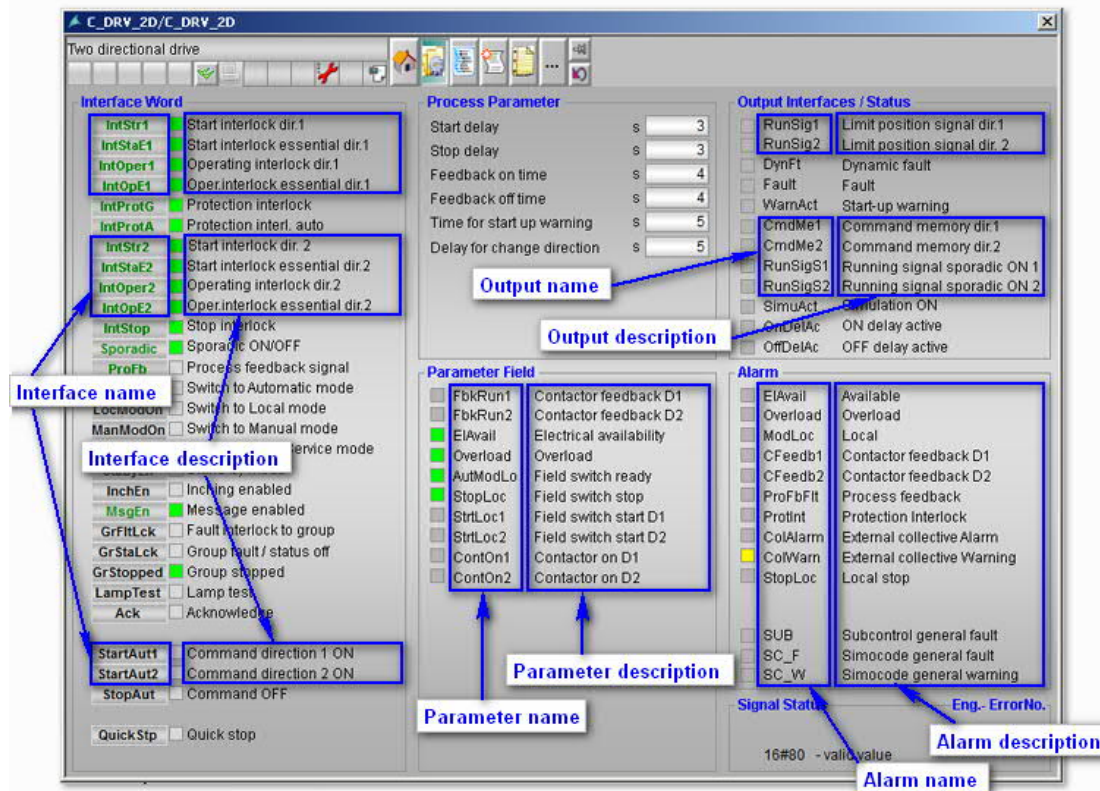 C_DRV_2D/C_DRV_2D
Two directional drive
...
Interface Word
IntStr1 Start interlock dir.1
IntStaE1 Start interlock essential dir.1
IntOper1 Operating interlock dir.1
IntOpE1 Oper.interlock essential dir.1
IntProtG Protection interlock
IntProtA Protection interl. auto
IntStr2 Start interlock dir. 2
IntStaE2 Start interlock essential dir.2
IntOper2 Operating interlock dir.2
IntOpE2 Oper.interlock essential dir.2
IntStop Stop interlock
Sporadic Sporadic ON/OFF
ProFb Process feedback signal
Interface name
Switch to Automatic mode
LocModOn Switch to Local mode
ManModOn Switch to Manual mode
Service mode
Interface description
InchEn Inching enabled
MsgEn Message enabled
GrFltLck Fault interlock to group
GrStaLck Group fault / status off
GrStopped Group stopped
LampTest Lamp test
Ack Acknowledge
StartAut1 Command direction 1 ON
StartAut2 Command direction 2 ON
StopAut Command OFF
QuickStp Quick stop
Process Parameter
Start delay s 3
Stop delay s 3
Feedback on time s 4
Feedback off time s 4
Time for start up warning s 5
Delay for change direction s 5
Output name
Output description
Parameter Field
FbkRun1 Contactor feedback D1
FbkRun2 Contactor feedback D2
ElAvail Electrical availability
Overload Overload
AutModLo Field switch ready
StopLoc Field switch stop
StrtLoc1 Field switch start D1
StrtLoc2 Field switch start D2
ContOn1 Contactor on D1
ContOn2 Contactor on D2
Parameter description
Parameter name
Output Interfaces / Status
RunSig1 Limit position signal dir.1
RunSig2 Limit position signal dir. 2
DynFt Dynamic fault
Fault Fault
WarnAct Start-up warning
CmdMe1 Command memory dir.1
CmdMe2 Command memory dir.2
RunSigS1 Running signal sporadic ON 1
RunSigS2 Running signal sporadic ON 2
SimuAct Simulation ON
OnDelAc ON delay active
OffDelAc OFF delay active
Alarm
ElAvail Available
Overload Overload
ModLoc Local
CFeedb1 Contactor feedback D1
CFeedb2 Contactor feedback D2
ProFbFlt Process feedback
ProtInt Protection Interlock
ColAlarm External collective Alarm
ColWarn External collective Warning
StopLoc Local stop
SUB Subcontrol general fault
SC_F Simocode general fault
SC_W Simocode general warning
Signal Status Eng.- ErrorNo.
Alarm description
16#80 - valid value
Alarm name